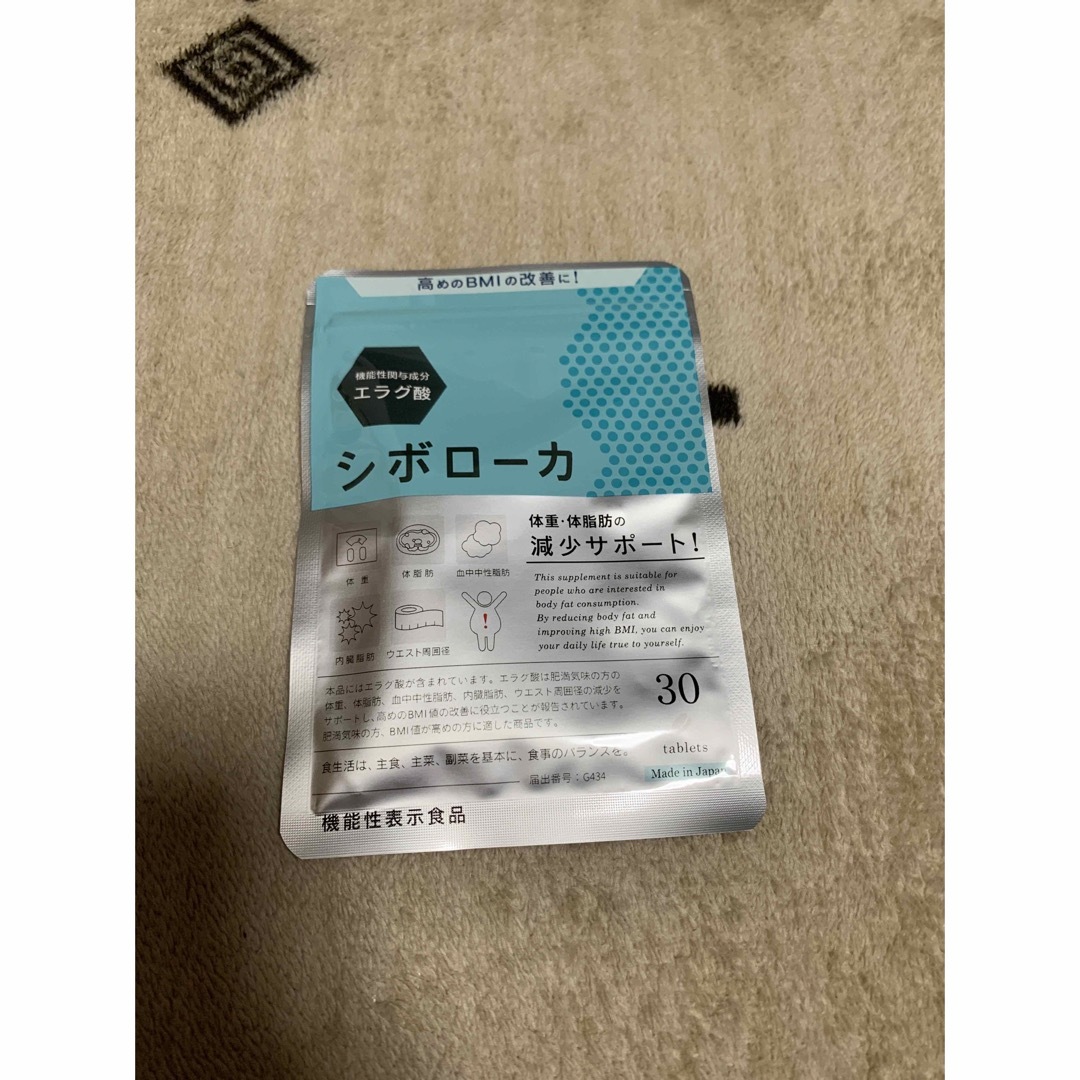 高めのBMIの改善に!
機能性関与成分
エラグ酸
シボローカ
体重・体脂肪の
減少サポート!
体重
体脂肪
血中中性脂肪
内臓脂肪
ウエスト周囲径
This supplement is suitable for
people who are interested in
body fat consumption.
By reducing body fat and
improving high BMI, you can enjoy
your daily life true to yourself.
本品にはエラグ酸が含まれています。エラグ酸は肥満気味の方の
体重、体脂肪、血中中性脂肪、内臓脂肪、ウエスト周囲径の減少を
サポートし、高めのBMI値の改善に役立つことが報告されています。
肥満気味の方、BMI値が高めの方に適した商品です。
30
tablets
Made in Japan
食生活は、主食、主菜、副菜を基本に、食事のバランスを。
届出番号:G434
機能性表示食品